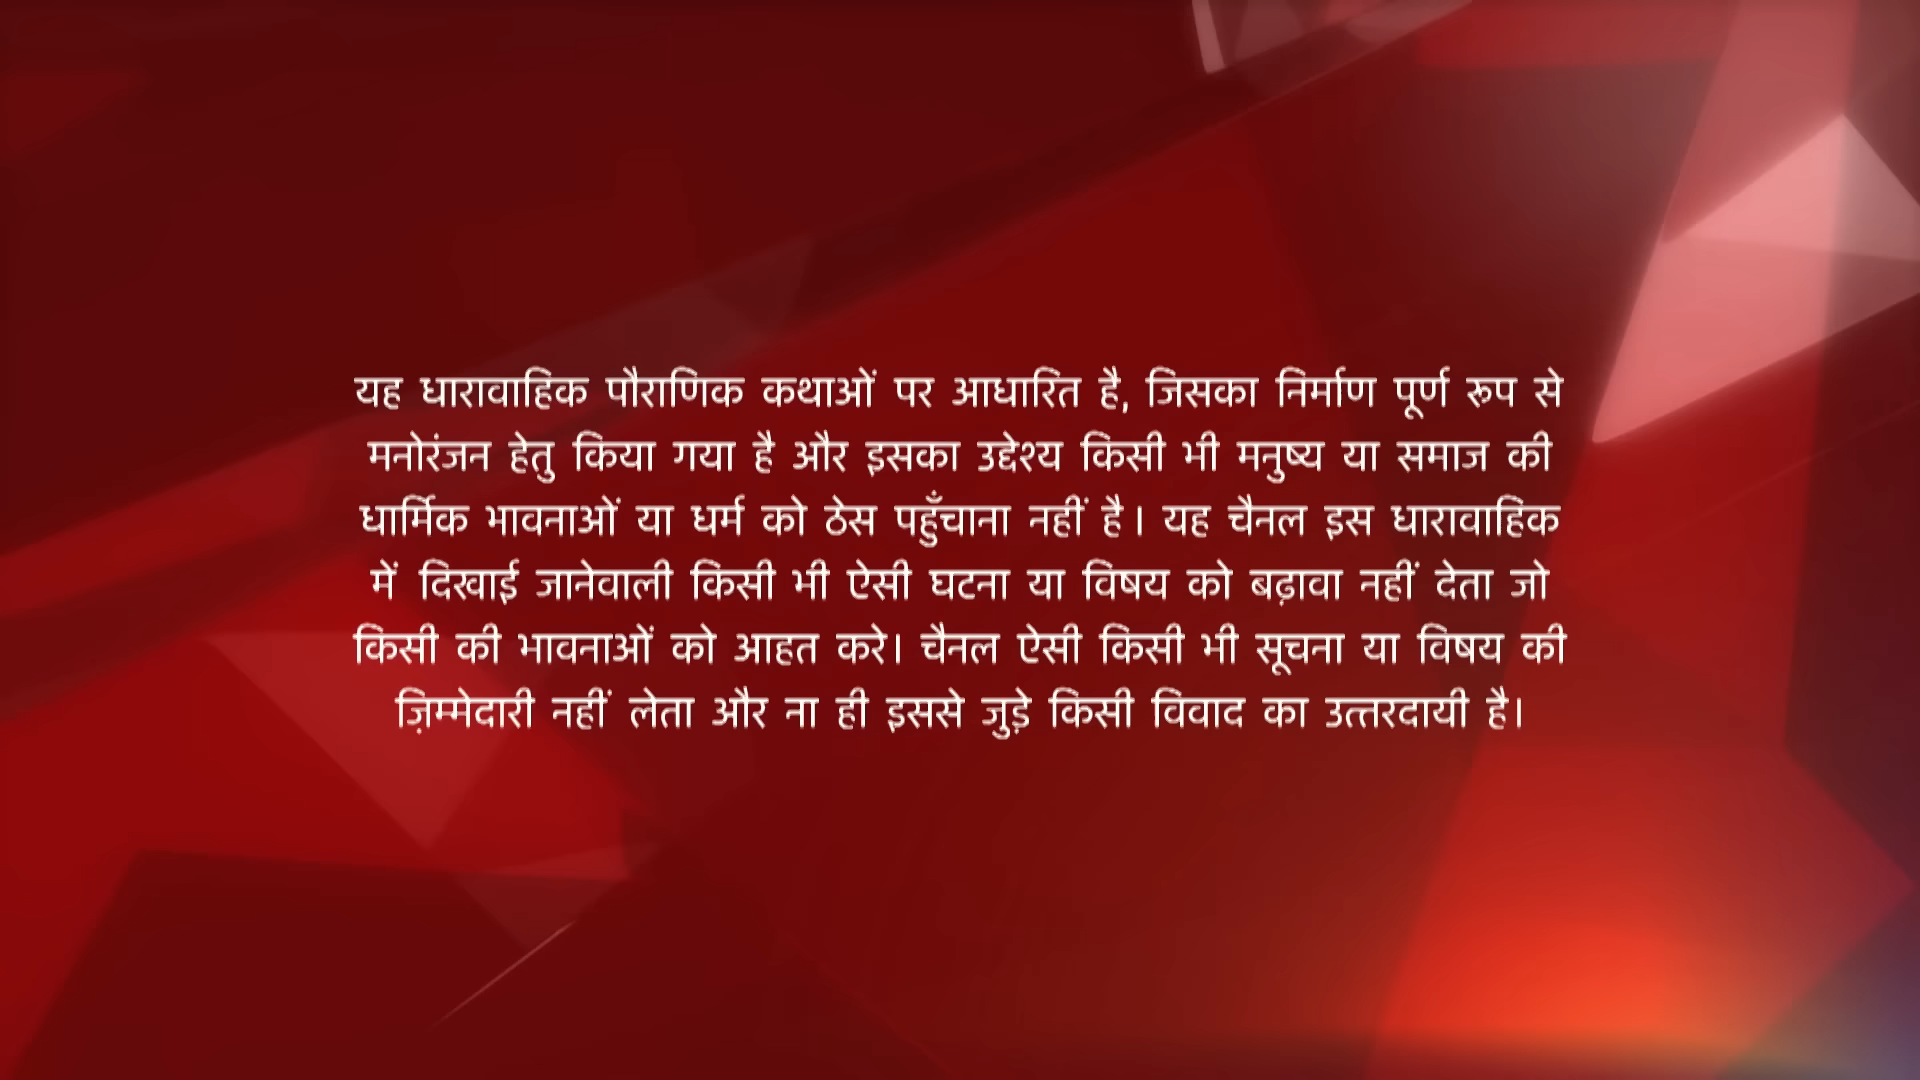 यह धारावाहिक पौराणिक कथाओं पर आधारित है, जिसका निर्माण पूर्ण रूप से
मनोरंजन हेतु किया गया है और इसका उद्देश्य किसी भी मनुष्य या समाज की
धार्मिक भावनाओं या धर्म को ठेस पहुँचाना नहीं है। यह चैनल इस धारावाहिक
में दिखाई जानेवाली किसी भी ऐसी घटना या विषय को बढ़ावा नहीं देता जो
किसी की भावनाओं को आहत करे। चैनल ऐसी किसी भी सूचना या विषय की
ज़िम्मेदारी नहीं लेता और ना ही इससे जुड़े किसी विवाद का उत्तरदायी है।